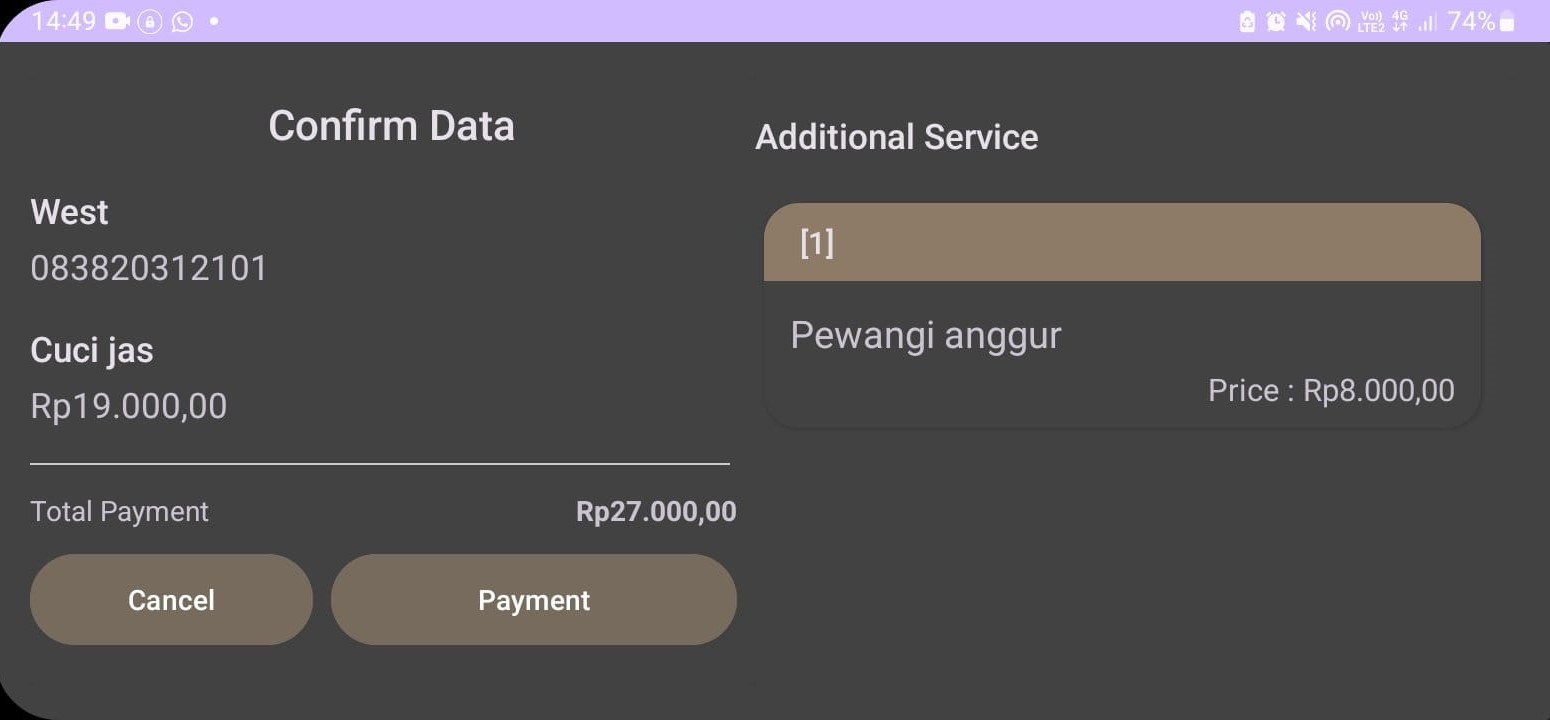 14:49
Vo))
LTE2
4G
74%
Confirm Data
West
083820312101
Cuci jas
Rp19.000,00
Total Payment
Rp27.000,00
Cancel
Payment
Additional Service
[1]
Pewangi anggur
Price : Rp8.000,00